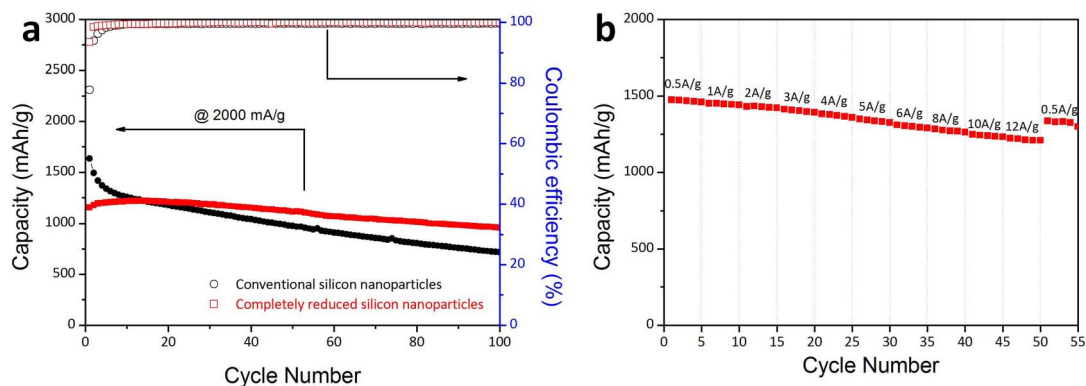 a
3000
2500
2000
1500
1000
500
0
Capacity (mAh/g)
0 20 40 60 80 100
Cycle Number
100
80
60
40
20
0
Coulombic efficiency (%)
@ 2000 mA/g
Conventional silicon nanoparticles
Completely reduced silicon nanoparticles
b
2000
1500
1000
500
0
Capacity (mAh/g)
0.5A/g 1A/g 2A/g 3A/g 4A/g 5A/g 6A/g 8A/g 10A/g 12A/g 0.5A/g
0 5 10 15 20 25 30 35 40 45 50 55
Cycle Number